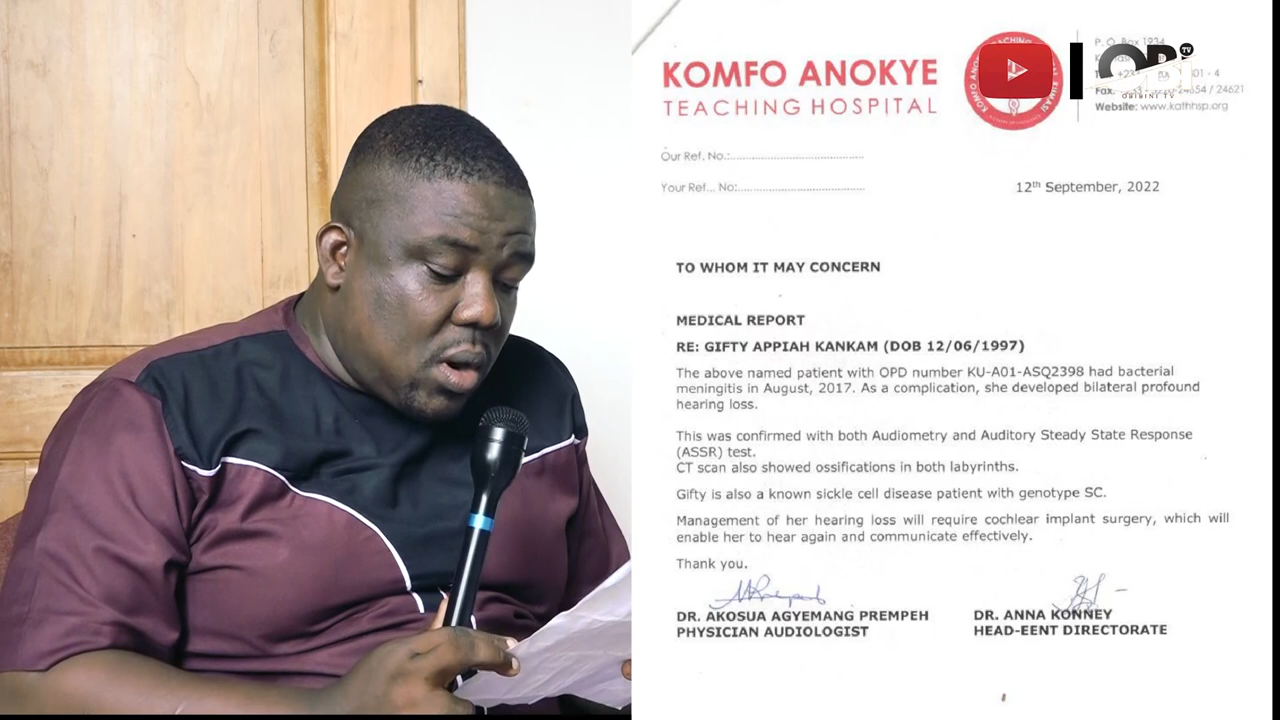 KOMFO ANOKYE
TEACHING HOSPITAL
P. O. Box 1934
Website: www.kathhsp.org
Our Ref. No.:
Your Ref... No:
12th September, 2022
TO WHOM IT MAY CONCERN
MEDICAL REPORT
RE: GIFTY APPIAH KANKAM (DOB 12/06/1997)
The above named patient with OPD number KU-A01-ASQ2398 had bacterial
meningitis in August, 2017. As a complication, she developed bilateral profound
hearing loss.
This was confirmed with both Audiometry and Auditory Steady State Response
(ASSR) test.
CT scan also showed ossifications in both labyrinths.
Gifty is also a known sickle cell disease patient with genotype SC.
Management of her hearing loss will require cochlear implant surgery, which will
enable her to hear again and communicate effectively.
Thank you.
DR. AKOSUA AGYEMANG PREMPEH
PHYSICIAN AUDIOLOGIST
DR. ANNA KONNEY
HEAD-EENT DIRECTORATE